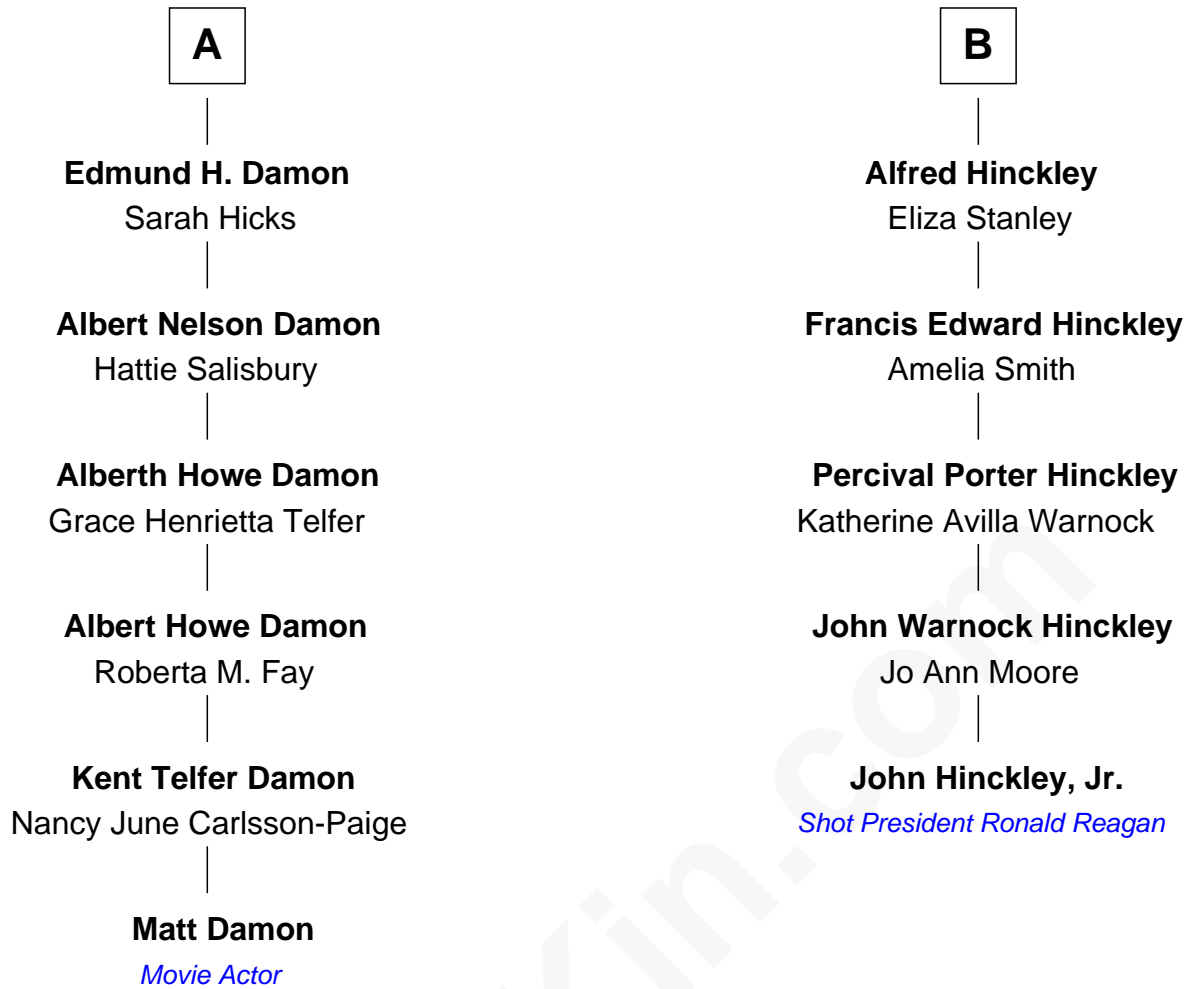 A
Edmund H. Damon
Sarah Hicks
Albert Nelson Damon
Hattie Salisbury
Alberth Howe Damon
Grace Henrietta Telfer
Albert Howe Damon
Roberta M. Fay
Kent Telfer Damon
Nancy June Carlsson-Paige
Matt Damon
Movie Actor
B
Alfred Hinckley
Eliza Stanley
Francis Edward Hinckley
Amelia Smith
Percival Porter Hinckley
Katherine Avilla Warnock
John Warnock Hinckley
Jo Ann Moore
John Hinckley, Jr.
Shot President Ronald Reagan